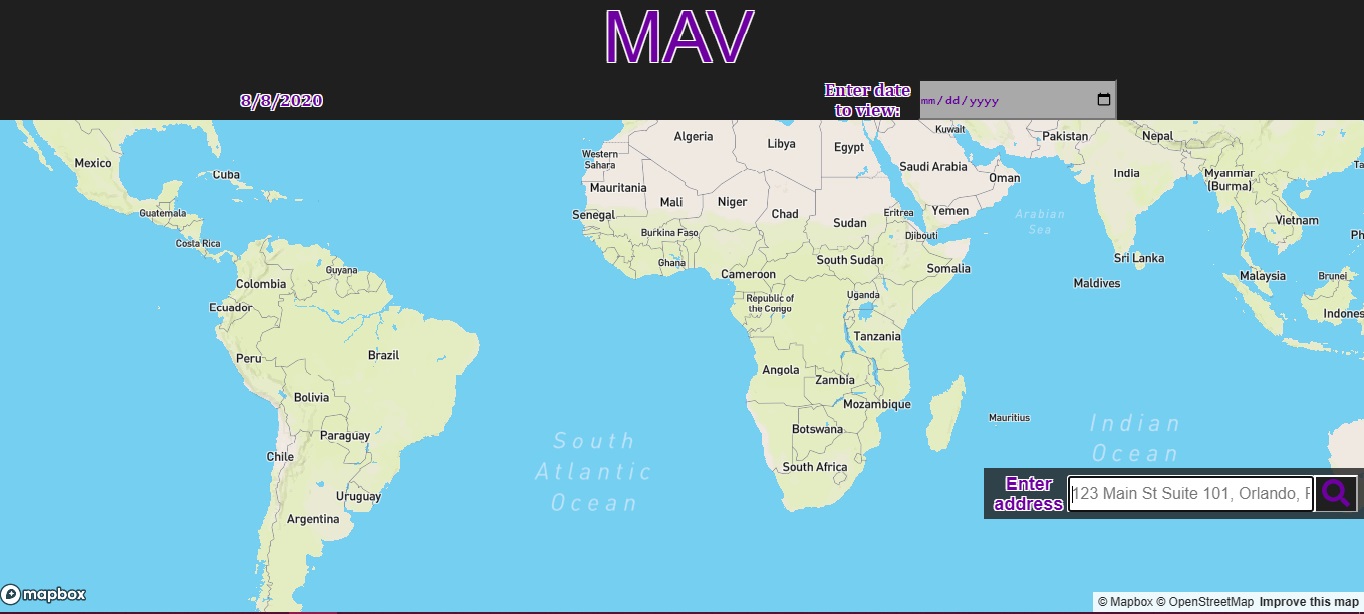 MAV
8/8/2020
Enter date
to view:
mm/dd/yyyy
Algeria
Libya
Egypt
Kuwait
Pakistan
Nepal
Mexico
Cuba
Western
Sahara
Saudi Arabia
Oman
India
Myanmar
(Burma)
Mauritania
Mali
Niger
Chad
Sudan
Eritrea
Yemen
Arabian
Sea
Guatemala
Senegal
Burkina Faso
Djibouti
Vietnam
Costa Rica
Ghana
Cameroon
South Sudan
Somalia
Sri Lanka
Guyana
Colombia
Maldives
Malaysia
Brunei
Ecuador
Republic of
the Congo
Uganda
Indones
Peru
Brazil
Tanzania
Bolivia
Angola
Zambia
Mozambique
Mauritius
Paraguay
Botswana
Indian
Ocean
Chile
South
Atlantic
Ocean
South Africa
Uruguay
Argentina
Enter
address
123 Main St Suite 101, Orlando, F
mapbox
© Mapbox © OpenStreetMap Improve this map